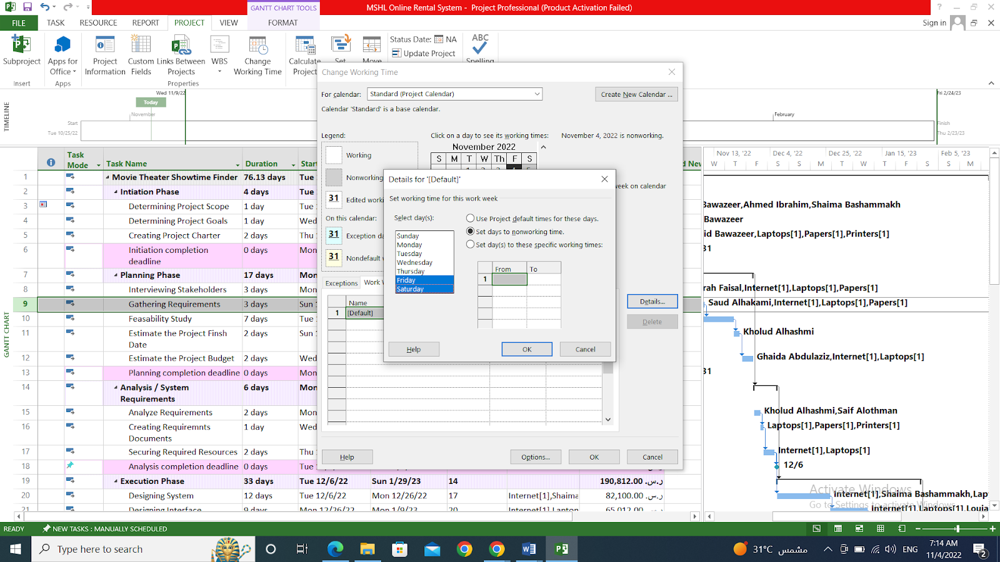 GANTT CHART TOOLS
MSHL Online Rental System - Project Professional (Product Activation Failed)
FILE TASK RESOURCE REPORT PROJECT VIEW FORMAT
Sign in
Subproject
Apps for Office
Project Information
Custom Fields
Links Between Projects
WBS
Change Working Time
Calculate Project
Set
Move
Status Date: NA
Update Project
ABC
Spelling
Insert Apps Properties
TIMELINE
Wed 11/9/22
Today
November
Start
Tue 10/25/22
Fri 2/24/23
February
Finish
Thu 2/23/23
Change Working Time
For calendar: Standard (Project Calendar)
Create New Calendar ...
Calendar 'Standard' is a base calendar.
Legend:
Working
Nonworking
31 Edited worki
On this calendar:
31 Exception da
31 Nondefault
Click on a day to see its working times:
November 4, 2022 is nonworking.
November 2022
S M T W Th F S
1 2 3 4 5
eek on calendar
Exceptions Work
Name
1 [Default]
Details...
Delete
Help Options... OK Cancel
Details for '[Default]'
Set working time for this work week
Select day(s):
Sunday
Monday
Tuesday
Wednesday
Thursday
Friday
Saturday
Use Project default times for these days.
Set days to nonworking time.
Set day(s) to these specific working times:
From To
1
Help OK Cancel
GANTT CHART
Task Mode Task Name Duration Start
1 Movie Theater Showtime Finder 76.13 days Tue
2 Intiation Phase 4 days Tue
3 Determining Project Scope 1 day Tue
4 Determining Project Goals 1 day Wed
5 Creating Project Charter 2 days Thu
6 Initiation completion deadline 0 days Mon
7 Planning Phase 17 days Mon
8 Interviewing Stakeholders 3 days Mon
9 Gathering Requirements 3 days Sun
10 Feasability Study 7 days Tue
11 Estimate the Project Finsh Date 2 days Sun
12 Estimate the Project Budget 2 days Wed
13 Planning completion deadline 0 days Mon
14 Analysis / System Requirements 6 days Mon
15 Analyze Requirements 2 days Mon
16 Creating Requiremnts Documents 1 day Wed
17 Securing Required Resources 2 days Thu
18 Analysis completion deadline 0 days Tue
19 Execution Phase 33 days Tue 12/6/22 Sun 1/29/23 14 ر.س. 190,812.00
20 Designing System 12 days Tue 12/6/22 Mon 12/26/22 17 Internet[1],Shaima ر.س. 82,100.00
21 Designing Interface 9 days Mon 12/26/22 Mon 1/9/23 20 Internet[1],Lapton 65,012.00
d New
Nov 13, '22 Dec 4, '22 Dec 25, '22 Jan 15, '23 Feb 5, '23
W T F S S M T W T F S S M
Bawazeer,Ahmed Ibrahim,Shaima Bashammakh
Bawazeer
id Bawazeer,Laptops[1],Papers[1],Printers[1]
31
rah Faisal,Internet[1],Laptops[1],Papers[1]
Saud Alhakami,Internet[1],Laptops[1],Papers[1]
Kholud Alhashmi
Ghaida Abdulaziz,Internet[1],Laptops[1]
31
Kholud Alhashmi,Saif Alothman
Laptops[1],Papers[1],Printers[1]
Internet[1],Laptops[1]
12/6
Internet[1],Shaima Bashammakh,Lap
Internet[1],Laptops[1],Loujai
Activate Windows
Go to Settings to activate Windows.
READY NEW TASKS : MANUALLY SCHEDULED
Type here to search
31°C مشمس
ENG
7:14 AM
11/4/2022
2